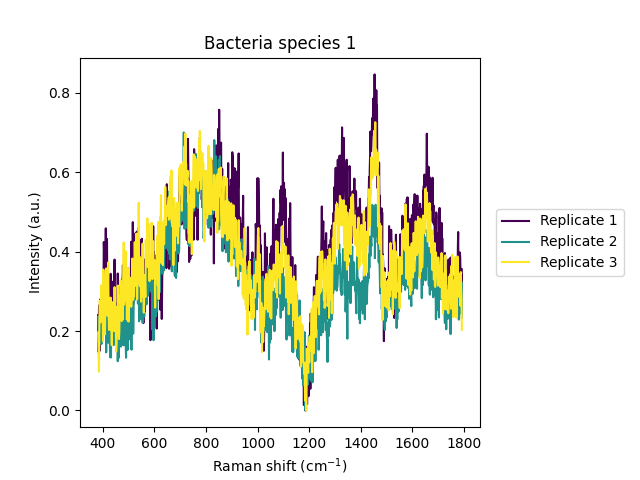 Bacteria species 1
Intensity (a.u.)
0.8
0.6
0.4
0.2
0.0
400 600 800 1000 1200 1400 1600 1800
Raman shift (cm⁻¹)
Replicate 1
Replicate 2
Replicate 3